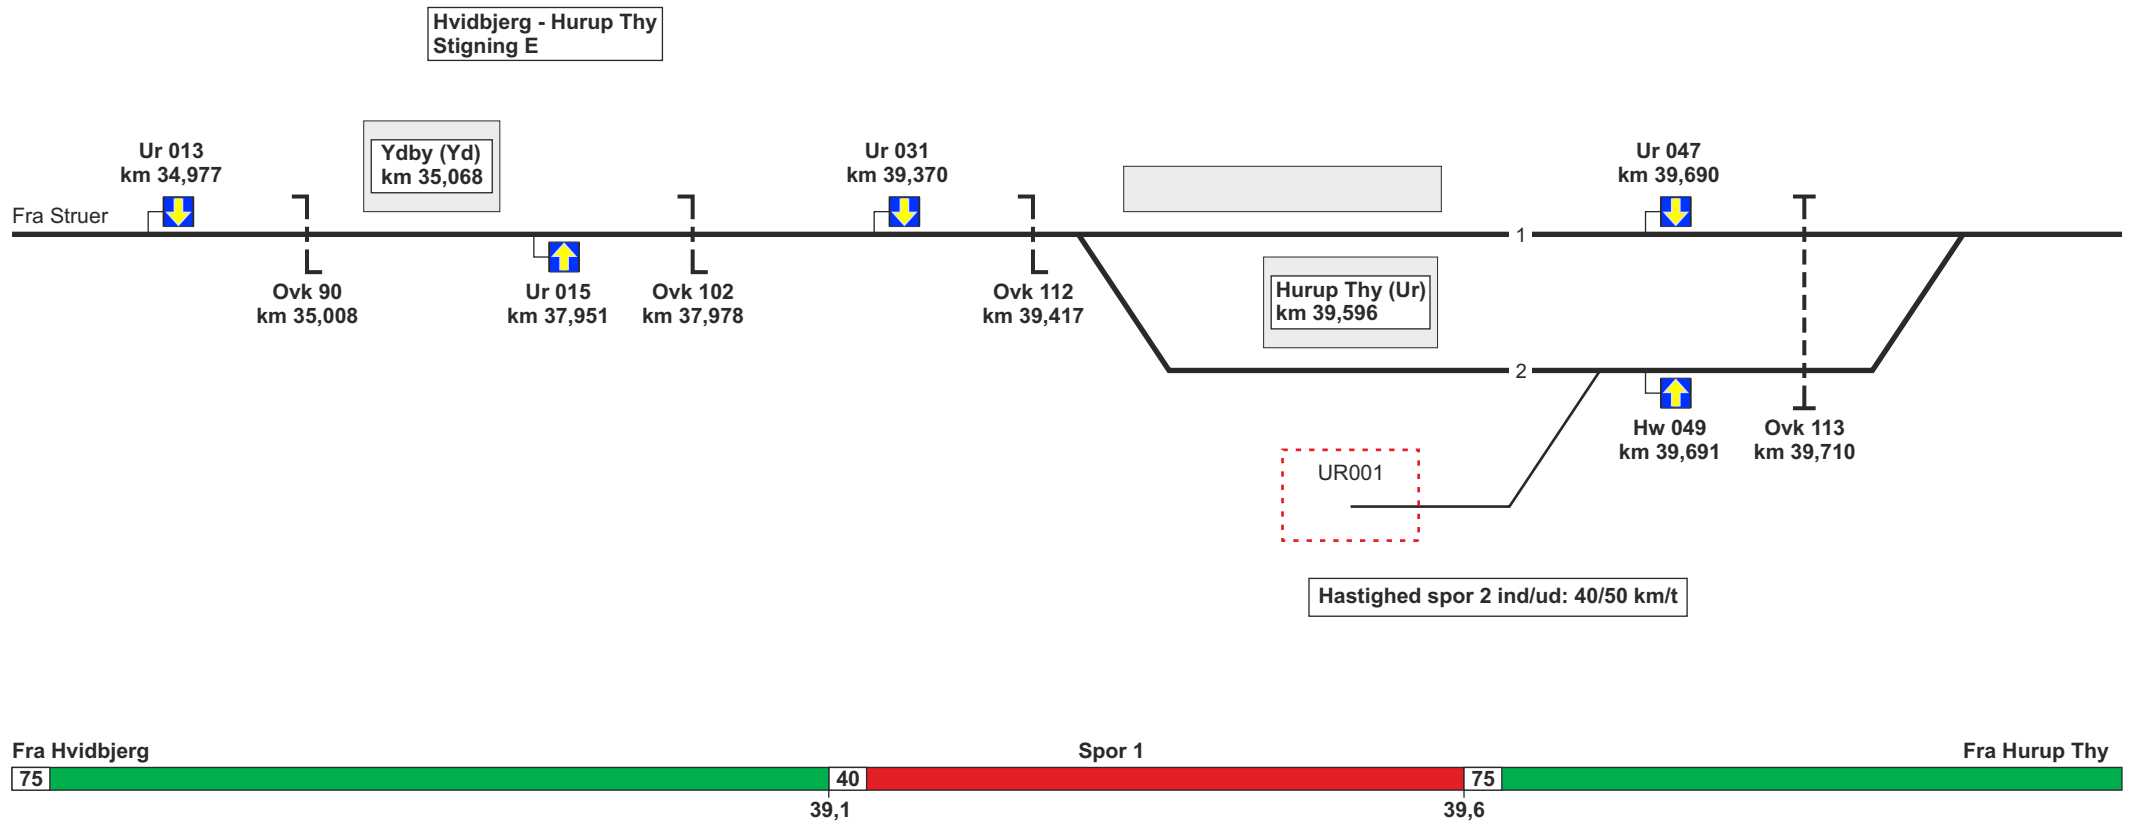 Hvidbjerg - Hurup Thy
Stigning E
Ur 013
km 34,977
Ydby (Yd)
km 35,068
Ur 031
km 39,370
Ur 047
km 39,690
Fra Struer
1
Ovk 90
km 35,008
Ur 015
km 37,951
Ovk 102
km 37,978
Ovk 112
km 39,417
Hurup Thy (Ur)
km 39,596
2
Hw 049
km 39,691
Ovk 113
km 39,710
UR001
Hastighed spor 2 ind/ud: 40/50 km/t
Fra Hvidbjerg
Spor 1
Fra Hurup Thy
75
40
75
39,1
39,6